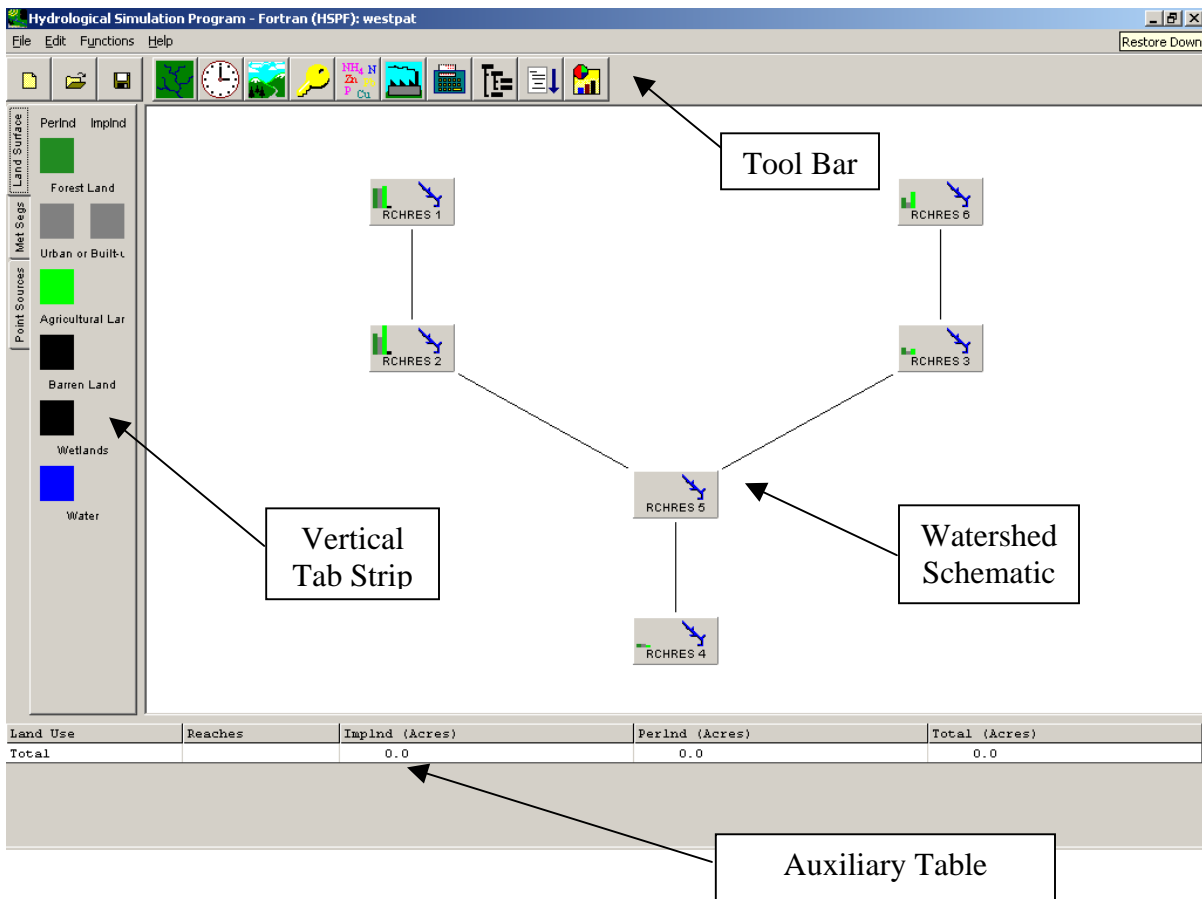 Hydrological Simulation Program - Fortran (HSPF): westpat
File Edit Functions Help
Restore Down
NH4 N
Zn
P Cu
Tool Bar
Land Surface
Met Segs
Point Sources
PerInd ImpInd
Forest Land
Urban or Built-u
Agricultural Lar
Barren Land
Wetlands
Water
RCHRES 1
RCHRES 6
RCHRES 2
RCHRES 3
RCHRES 5
RCHRES 4
Vertical
Tab Strip
Watershed
Schematic
Land Use Reaches ImpInd (Acres) PerInd (Acres) Total (Acres)
Total 0.0 0.0 0.0
Auxiliary Table